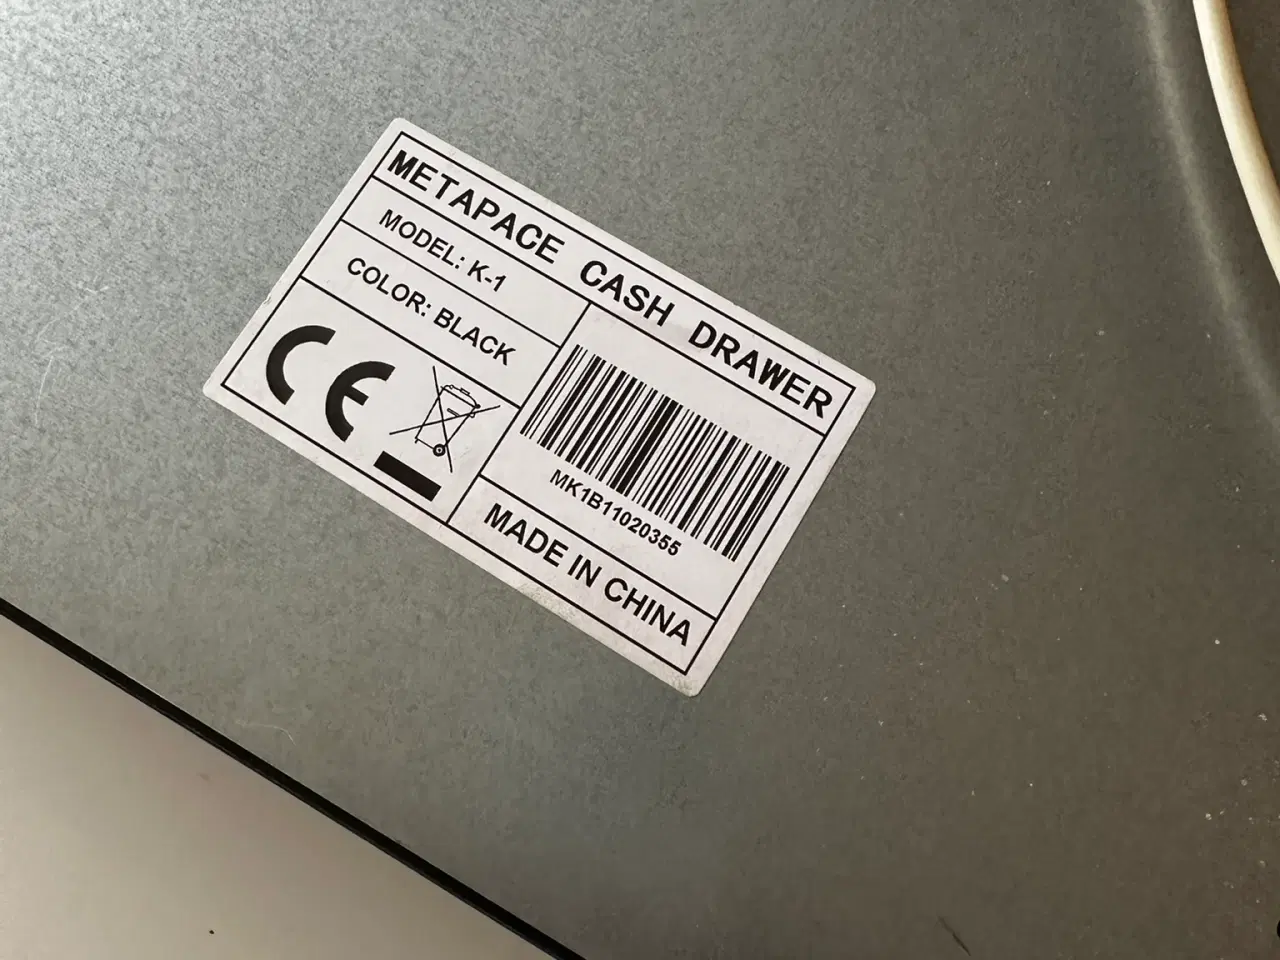 METAPACE CASH DRAWER
MODEL: K-1
COLOR: BLACK
CE
MK1B11020355
MADE IN CHINA